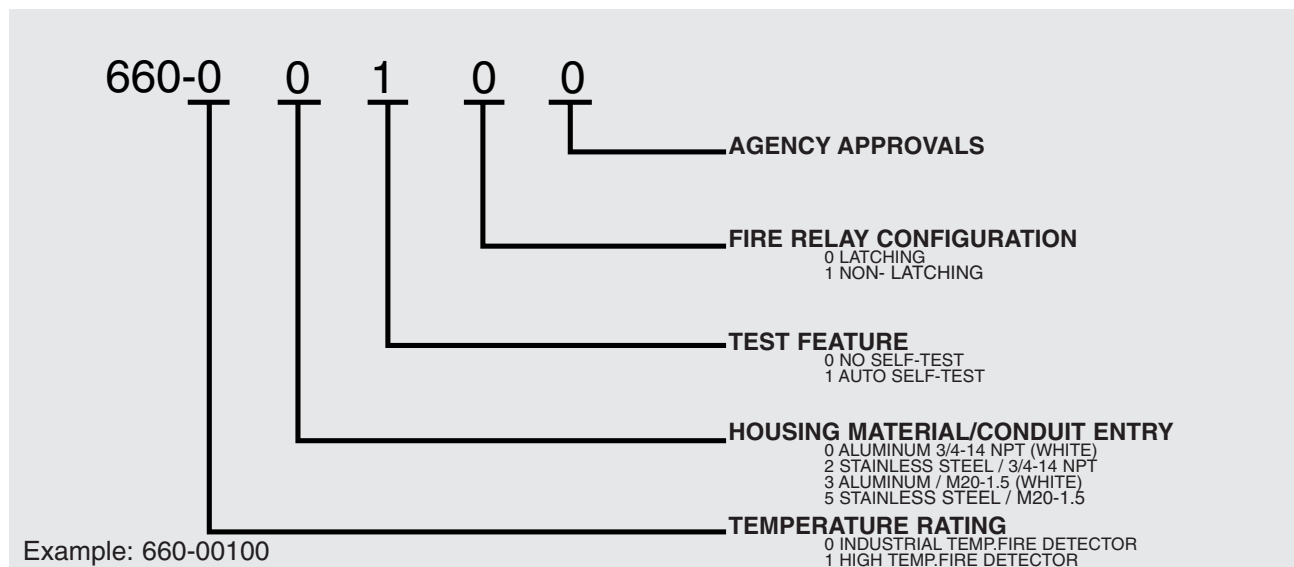 660-0 0 1 0 0
AGENCY APPROVALS
FIRE RELAY CONFIGURATION
0 LATCHING
1 NON- LATCHING
TEST FEATURE
0 NO SELF-TEST
1 AUTO SELF-TEST
HOUSING MATERIAL/CONDUIT ENTRY
0 ALUMINUM 3/4-14 NPT (WHITE)
2 STAINLESS STEEL / 3/4-14 NPT
3 ALUMINUM / M20-1.5 (WHITE)
5 STAINLESS STEEL / M20-1.5
TEMPERATURE RATING
0 INDUSTRIAL TEMP.FIRE DETECTOR
1 HIGH TEMP.FIRE DETECTOR
Example: 660-00100